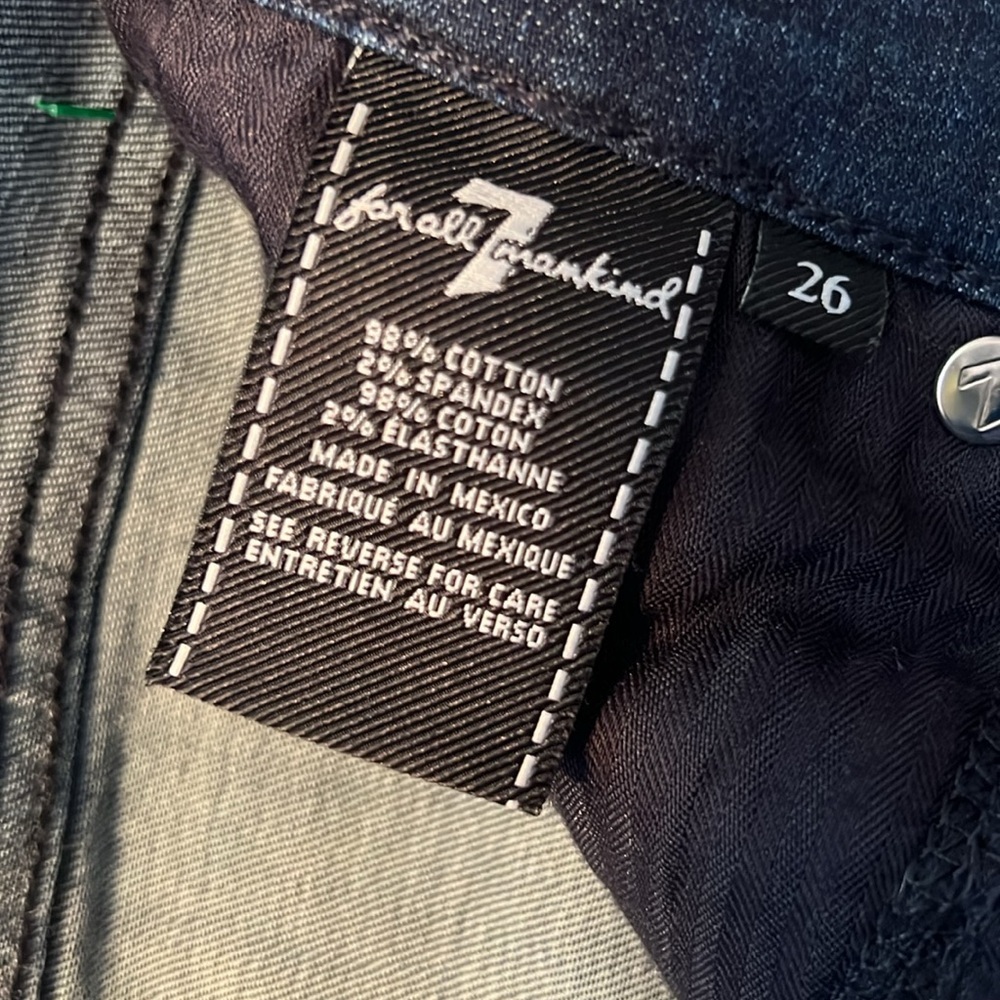 for all 7 mankind
98% COTTON
2% SPANDEX
98% COTON
2% ÉLASTHANNE
MADE IN MEXICO
FABRIQUÉ AU MEXIQUE
SEE REVERSE FOR CARE
ENTRETIEN AU VERSO
26
7